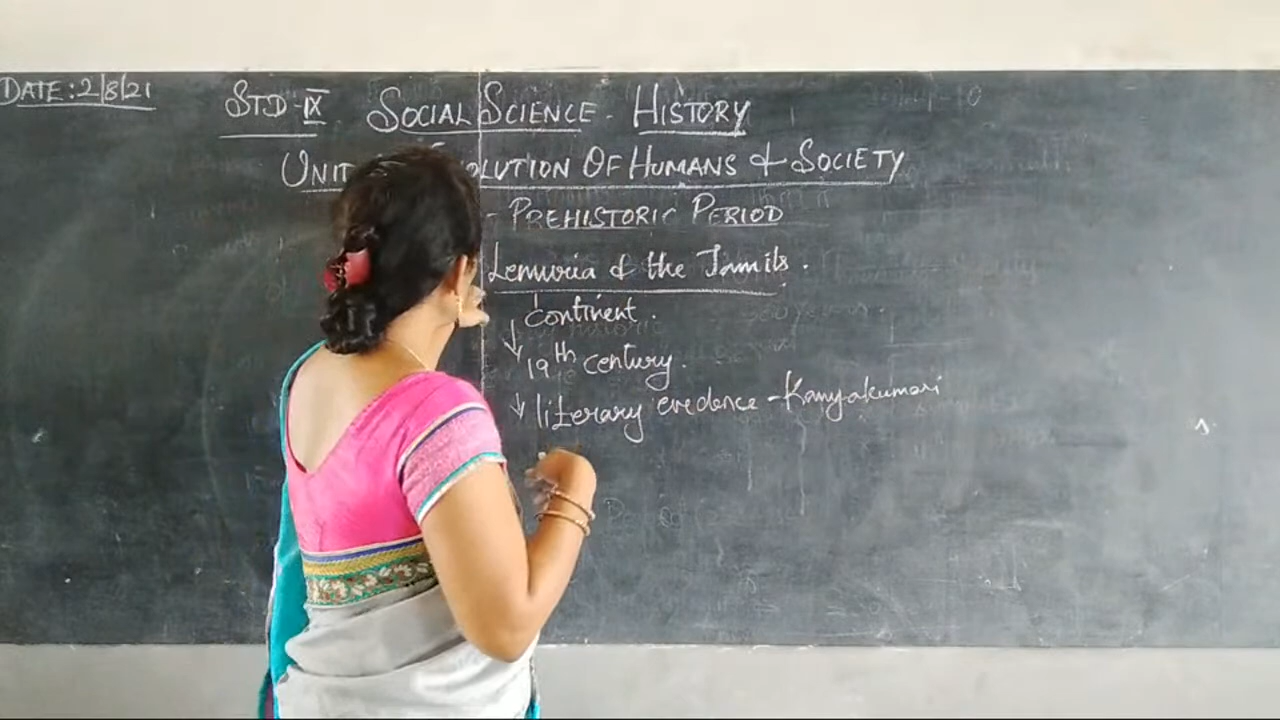 DATE: 2/8/21
STD-IX SOCIAL SCIENCE - HISTORY
UNIT OLUTION OF HUMANS & SOCIETY
- PREHISTORIC PERIOD
Lemuria & the Tamils.
continent.
↓ 19th century.
↓ literary evedence - Kanyakumari